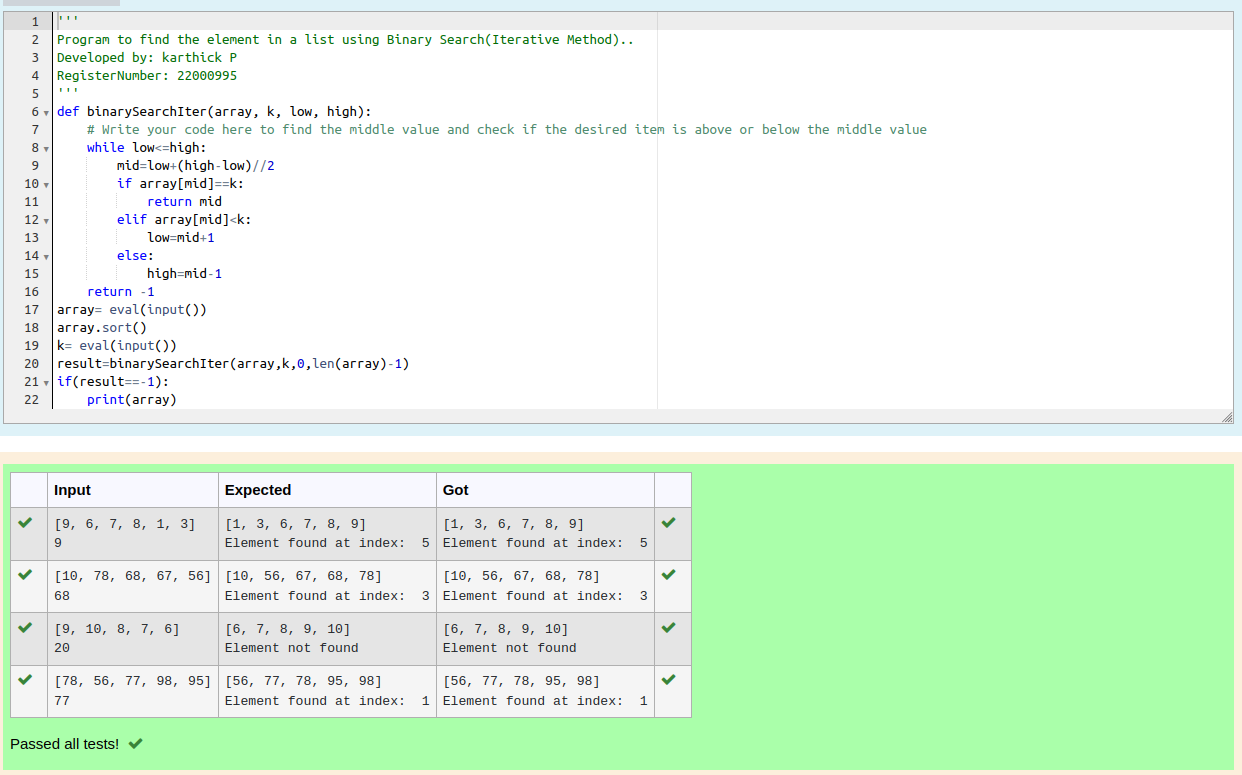 1 '''
2 Program to find the element in a list using Binary Search(Iterative Method)..
3 Developed by: karthick P
4 RegisterNumber: 22000995
5 '''
6 def binarySearchIter(array, k, low, high):
7     # Write your code here to find the middle value and check if the desired item is above or below the middle value
8     while low<=high:
9         mid=low+(high-low)//2
10         if array[mid]==k:
11             return mid
12         elif array[mid]<k:
13             low=mid+1
14         else:
15             high=mid-1
16     return -1
17 array= eval(input())
18 array.sort()
19 k= eval(input())
20 result=binarySearchIter(array,k,0,len(array)-1)
21 if(result==-1):
22     print(array)
Input Expected Got
[9, 6, 7, 8, 1, 3] [1, 3, 6, 7, 8, 9] [1, 3, 6, 7, 8, 9]
9 Element found at index:  5 Element found at index:  5
[10, 78, 68, 67, 56] [10, 56, 67, 68, 78] [10, 56, 67, 68, 78]
68 Element found at index:  3 Element found at index:  3
[9, 10, 8, 7, 6] [6, 7, 8, 9, 10] [6, 7, 8, 9, 10]
20 Element not found Element not found
[78, 56, 77, 98, 95] [56, 77, 78, 95, 98] [56, 77, 78, 95, 98]
77 Element found at index:  1 Element found at index:  1
Passed all tests!